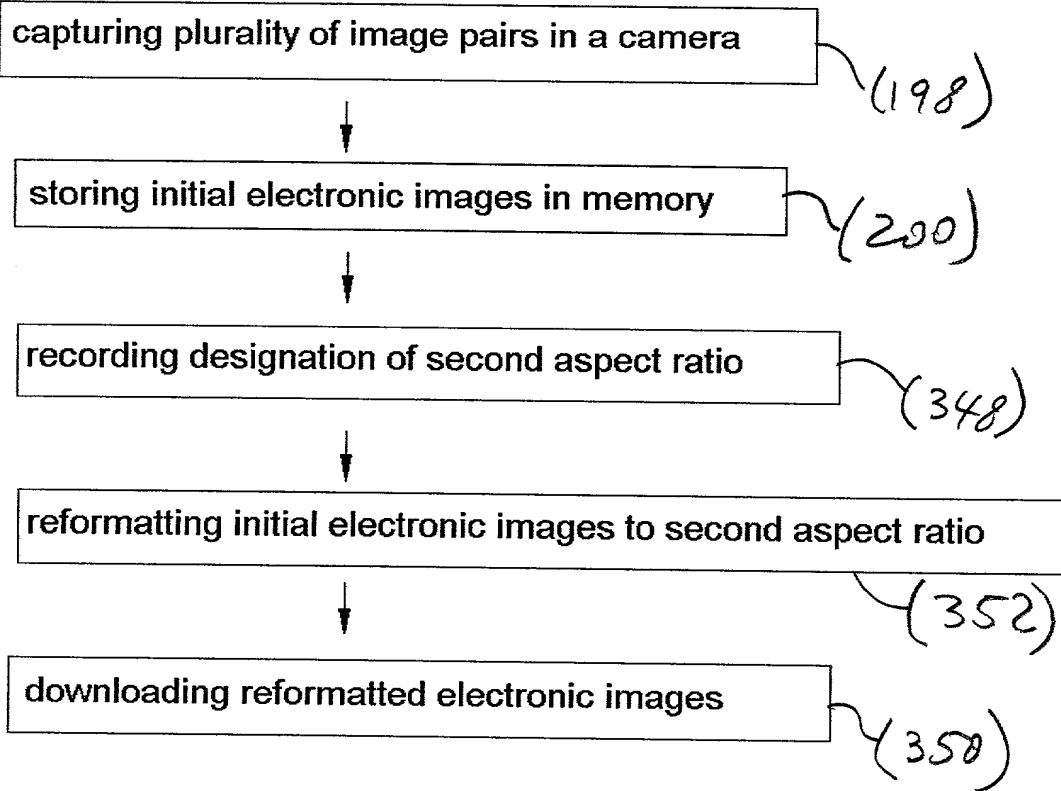 capturing plurality of image pairs in a camera
(198)
storing initial electronic images in memory
(200)
recording designation of second aspect ratio
(348)
reformatting initial electronic images to second aspect ratio
(352)
downloading reformatted electronic images
(350)